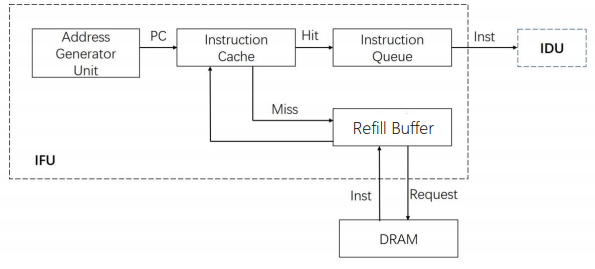 Address
Generator
Unit
PC
Instruction
Cache
Hit
Instruction
Queue
Inst
IDU
Miss
Refill Buffer
IFU
Inst
Request
DRAM